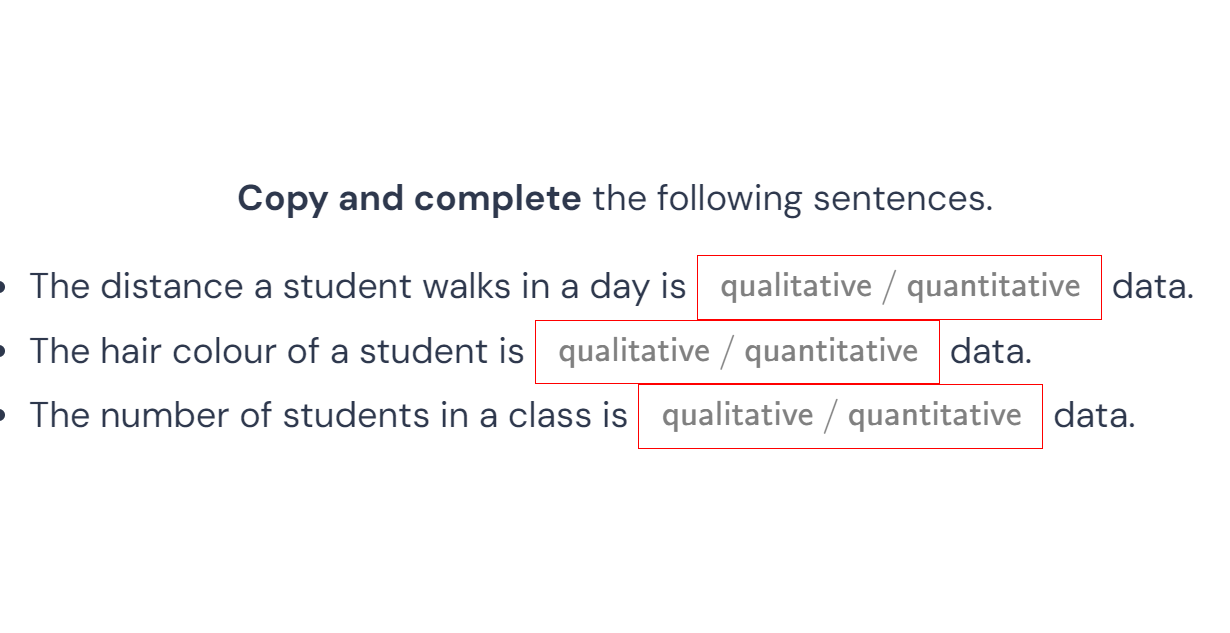 Copy and complete the following sentences.
• The distance a student walks in a day is qualitative / quantitative data.
• The hair colour of a student is qualitative / quantitative data.
• The number of students in a class is qualitative / quantitative data.